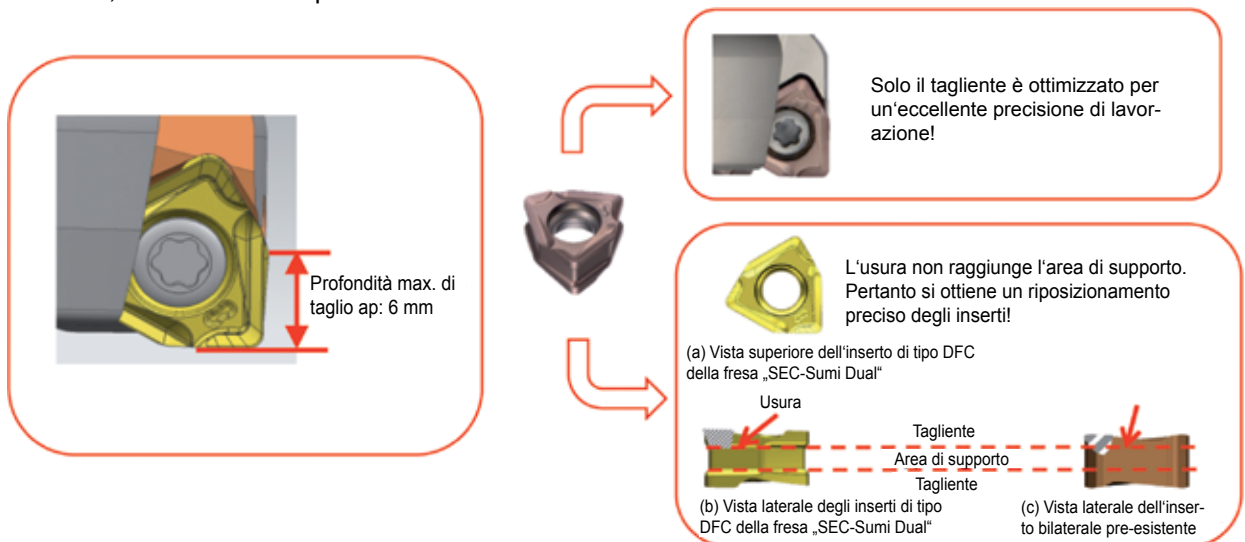 Profondità max. di
taglio ap: 6 mm
Solo il tagliente è ottimizzato per
un‘eccellente precisione di lavor-
azione!
L‘usura non raggiunge l‘area di supporto.
Pertanto si ottiene un riposizionamento
preciso degli inserti!
(a) Vista superiore dell‘inserto di tipo DFC
della fresa „SEC-Sumi Dual“
Usura
Tagliente
Area di supporto
Tagliente
(b) Vista laterale degli inserti di tipo
DFC della fresa „SEC-Sumi Dual“
(c) Vista laterale dell‘inser-
to bilaterale pre-esistente